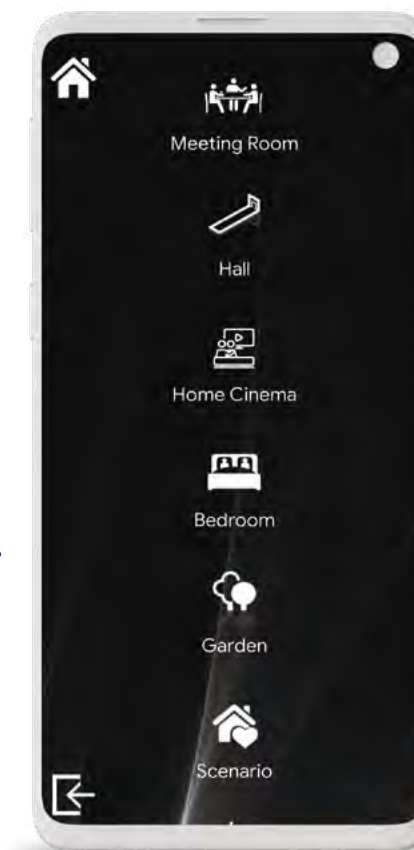 Meeting Room
Hall
Home Cinema
Bedroom
Garden
Scenario